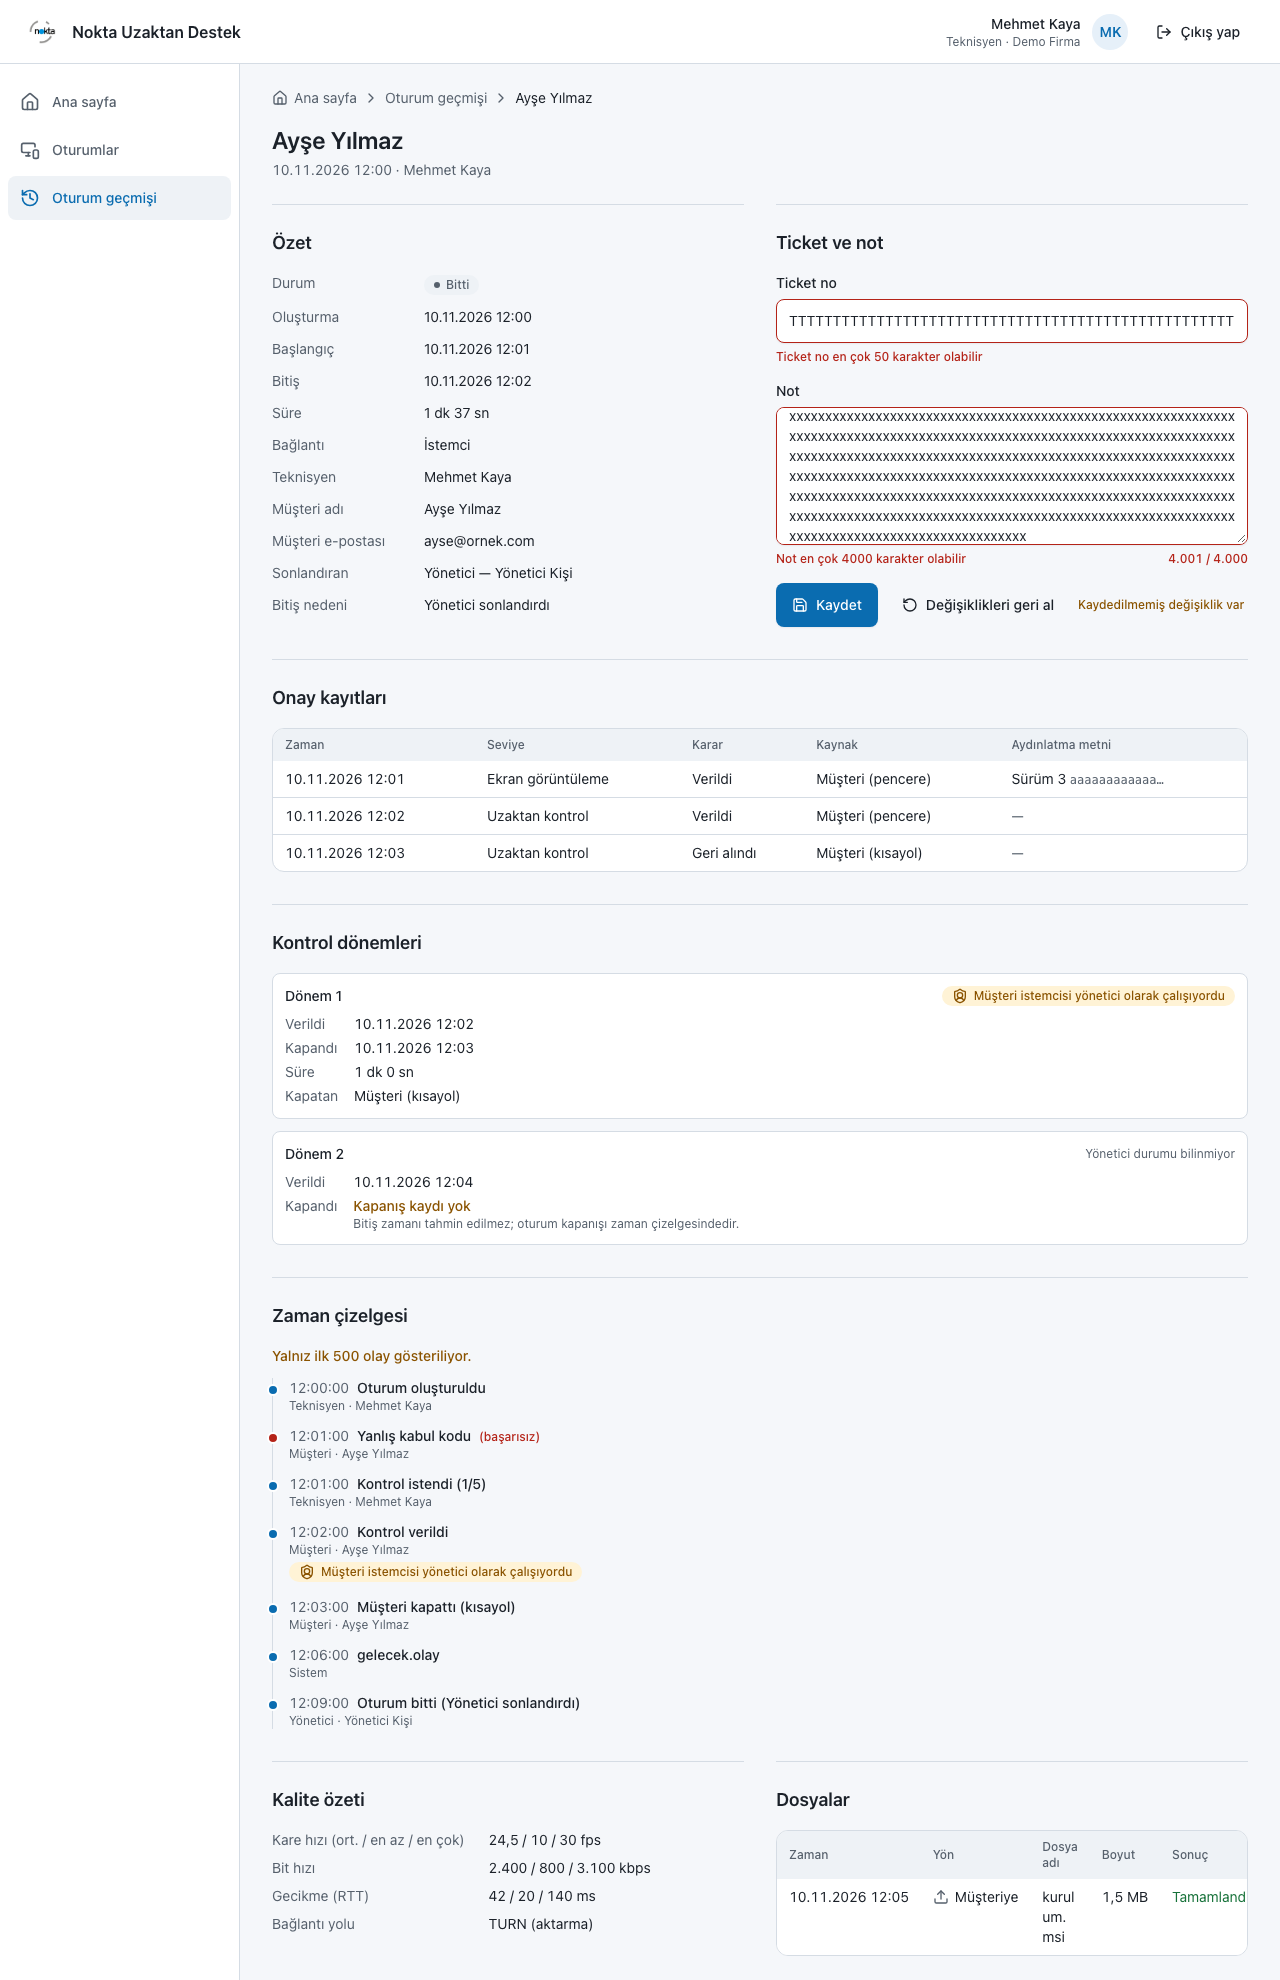 nokta
Nokta Uzaktan Destek
Mehmet Kaya
Teknisyen · Demo Firma
MK
Çıkış yap
Ana sayfa
Oturumlar
Oturum geçmişi
Ana sayfa
Oturum geçmişi
Ayşe Yılmaz
Ayşe Yılmaz
10.11.2026 12:00 · Mehmet Kaya
Özet
Durum
Bitti
Oluşturma
10.11.2026 12:00
Başlangıç
10.11.2026 12:01
Bitiş
10.11.2026 12:02
Süre
1 dk 37 sn
Bağlantı
İstemci
Teknisyen
Mehmet Kaya
Müşteri adı
Ayşe Yılmaz
Müşteri e-postası
ayse@ornek.com
Sonlandıran
Yönetici — Yönetici Kişi
Bitiş nedeni
Yönetici sonlandırdı
Ticket ve not
Ticket no
TTTTTTTTTTTTTTTTTTTTTTTTTTTTTTTTTTTTTTTTTTTTTTTTTTT
Ticket no en çok 50 karakter olabilir
Not
xxxxxxxxxxxxxxxxxxxxxxxxxxxxxxxxxxxxxxxxxxxxxxxxxxxxxxxxxxxxxx
xxxxxxxxxxxxxxxxxxxxxxxxxxxxxxxxxxxxxxxxxxxxxxxxxxxxxxxxxxxxxx
xxxxxxxxxxxxxxxxxxxxxxxxxxxxxxxxxxxxxxxxxxxxxxxxxxxxxxxxxxxxxx
xxxxxxxxxxxxxxxxxxxxxxxxxxxxxxxxxxxxxxxxxxxxxxxxxxxxxxxxxxxxxx
xxxxxxxxxxxxxxxxxxxxxxxxxxxxxxxxxxxxxxxxxxxxxxxxxxxxxxxxxxxxxx
xxxxxxxxxxxxxxxxxxxxxxxxxxxxxxxxxxxxxxxxxxxxxxxxxxxxxxxxxxxxxx
xxxxxxxxxxxxxxxxxxxxxxxxxxxxxxxxx
Not en çok 4000 karakter olabilir
4.001 / 4.000
Kaydet
Değişiklikleri geri al
Kaydedilmemiş değişiklik var
Onay kayıtları
Zaman Seviye Karar Kaynak Aydınlatma metni
10.11.2026 12:01 Ekran görüntüleme Verildi Müşteri (pencere) Sürüm 3 aaaaaaaaaaaa…
10.11.2026 12:02 Uzaktan kontrol Verildi Müşteri (pencere) —
10.11.2026 12:03 Uzaktan kontrol Geri alındı Müşteri (kısayol) —
Kontrol dönemleri
Dönem 1
Müşteri istemcisi yönetici olarak çalışıyordu
Verildi 10.11.2026 12:02
Kapandı 10.11.2026 12:03
Süre 1 dk 0 sn
Kapatan Müşteri (kısayol)
Dönem 2
Yönetici durumu bilinmiyor
Verildi 10.11.2026 12:04
Kapandı Kapanış kaydı yok
Bitiş zamanı tahmin edilmez; oturum kapanışı zaman çizelgesindedir.
Zaman çizelgesi
Yalnız ilk 500 olay gösteriliyor.
12:00:00 Oturum oluşturuldu
Teknisyen · Mehmet Kaya
12:01:00 Yanlış kabul kodu (başarısız)
Müşteri · Ayşe Yılmaz
12:01:00 Kontrol istendi (1/5)
Teknisyen · Mehmet Kaya
12:02:00 Kontrol verildi
Müşteri · Ayşe Yılmaz
Müşteri istemcisi yönetici olarak çalışıyordu
12:03:00 Müşteri kapattı (kısayol)
Müşteri · Ayşe Yılmaz
12:06:00 gelecek.olay
Sistem
12:09:00 Oturum bitti (Yönetici sonlandırdı)
Yönetici · Yönetici Kişi
Kalite özeti
Kare hızı (ort. / en az / en çok) 24,5 / 10 / 30 fps
Bit hızı 2.400 / 800 / 3.100 kbps
Gecikme (RTT) 42 / 20 / 140 ms
Bağlantı yolu TURN (aktarma)
Dosyalar
Zaman Yön Dosya adı Boyut Sonuç
10.11.2026 12:05 Müşteriye kurulum.msi 1,5 MB Tamamland